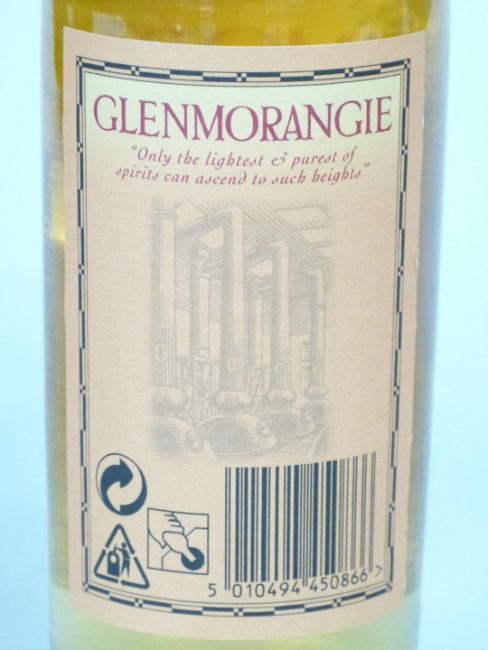 GLENMORANGIE
"Only the lightest & purest of
spirits can ascend to such heights"
5 010494 450866 >